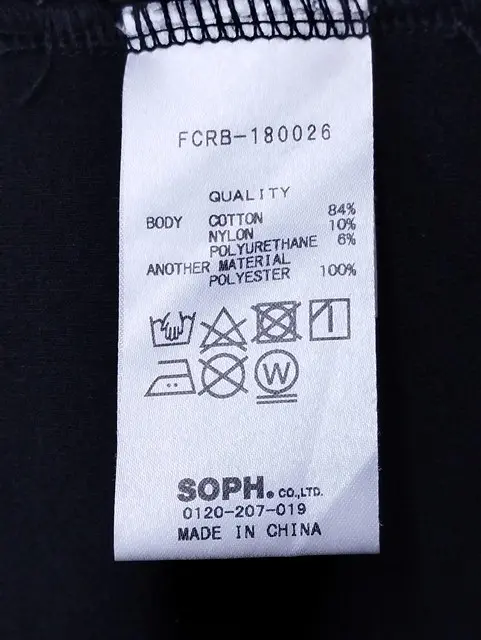 FCRB-180026
QUALITY
BODY COTTON 84%
NYLON 10%
POLYURETHANE 6%
ANOTHER MATERIAL
POLYESTER 100%
W
SOPH. CO.,LTD.
0120-207-019
MADE IN CHINA